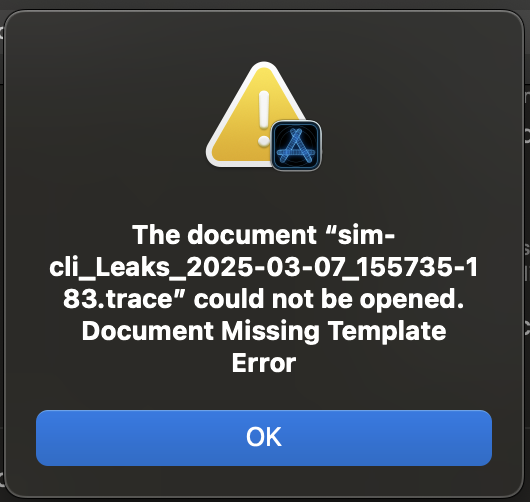 The document “sim-
cli_Leaks_2025-03-07_155735-1
83.trace” could not be opened.
Document Missing Template
Error
OK